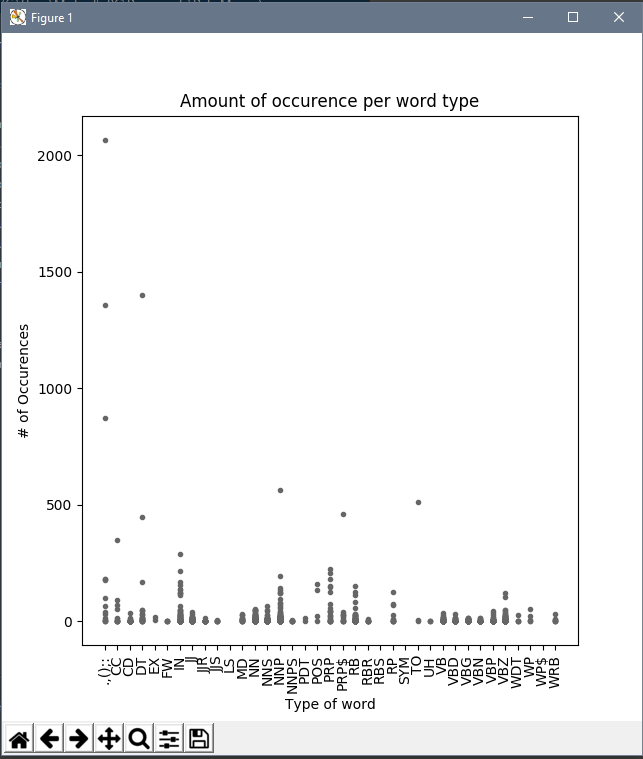 Figure 1
Amount of occurence per word type
2000
1500
1000
500
0
# of Occurences
CC
CD
DT
EX
FW
IN
JJ
JJR
JJS
LS
MD
NN
NNS
NNP
NNPS
PDT
POS
PRP
PRP$
RB
RBR
RBS
RP
SYM
TO
UH
VB
VBD
VBG
VBN
VBP
VBZ
WDT
WP
WP$
WRB
Type of word